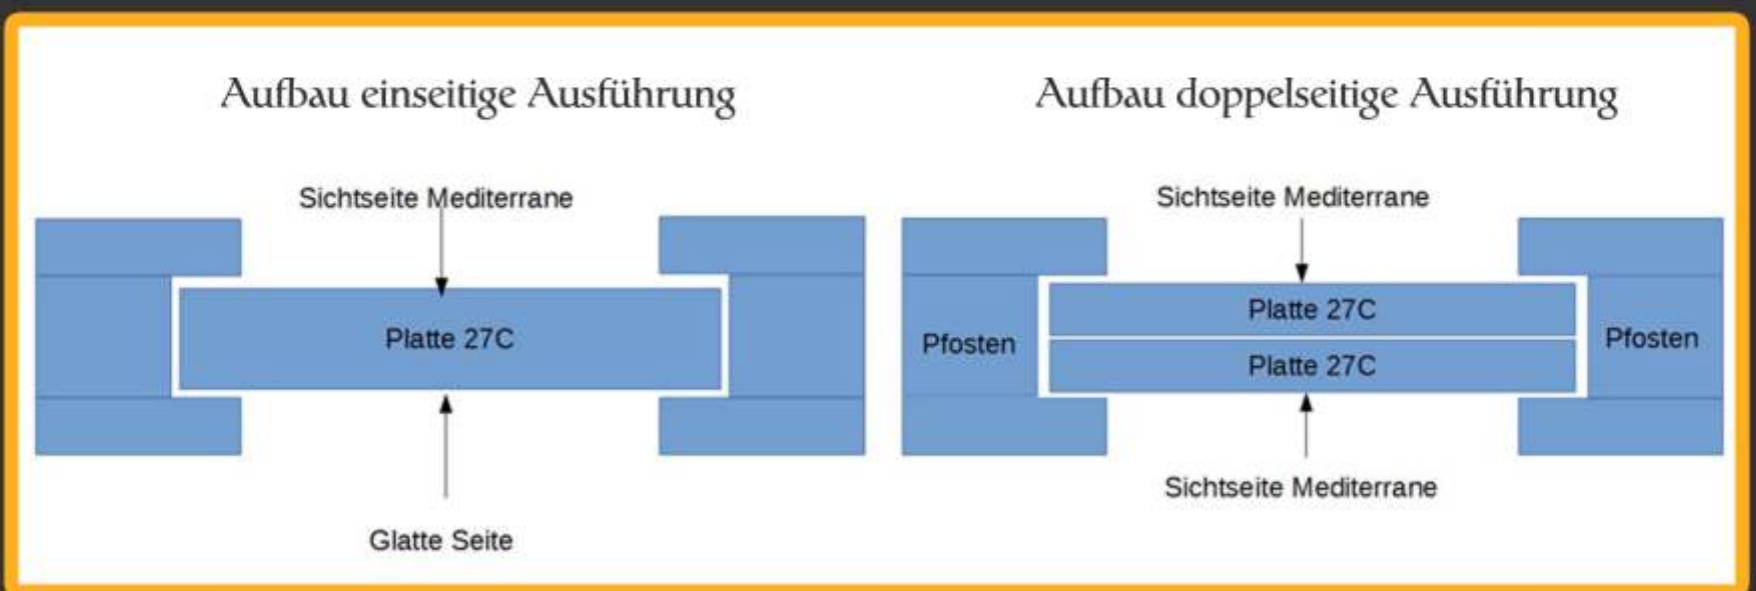 Aufbau einseitige Ausführung
Sichtseite Mediterrane
Platte 27C
Glatte Seite
Aufbau doppelseitige Ausführung
Sichtseite Mediterrane
Pfosten
Platte 27C
Platte 27C
Pfosten
Sichtseite Mediterrane